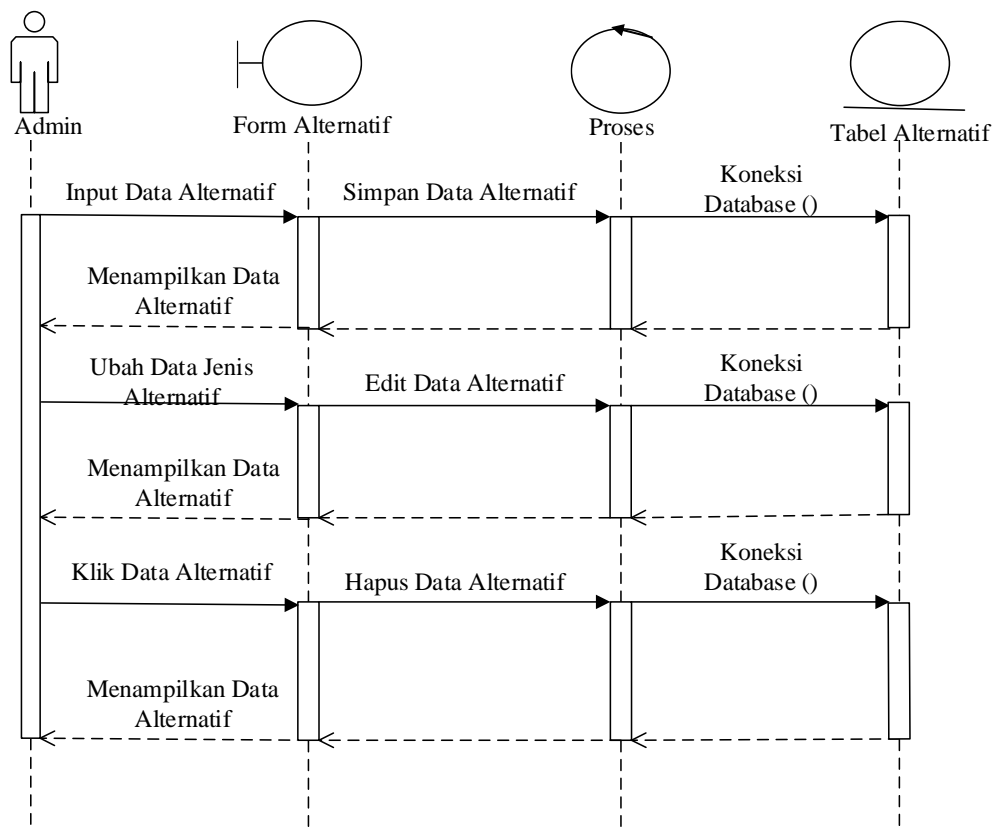 Admin
Form Alternatif
Proses
Tabel Alternatif
Input Data Alternatif
Simpan Data Alternatif
Koneksi
Database ()
Menampilkan Data
Alternatif
Ubah Data Jenis
Alternatif
Edit Data Alternatif
Koneksi
Database ()
Menampilkan Data
Alternatif
Klik Data Alternatif
Hapus Data Alternatif
Koneksi
Database ()
Menampilkan Data
Alternatif